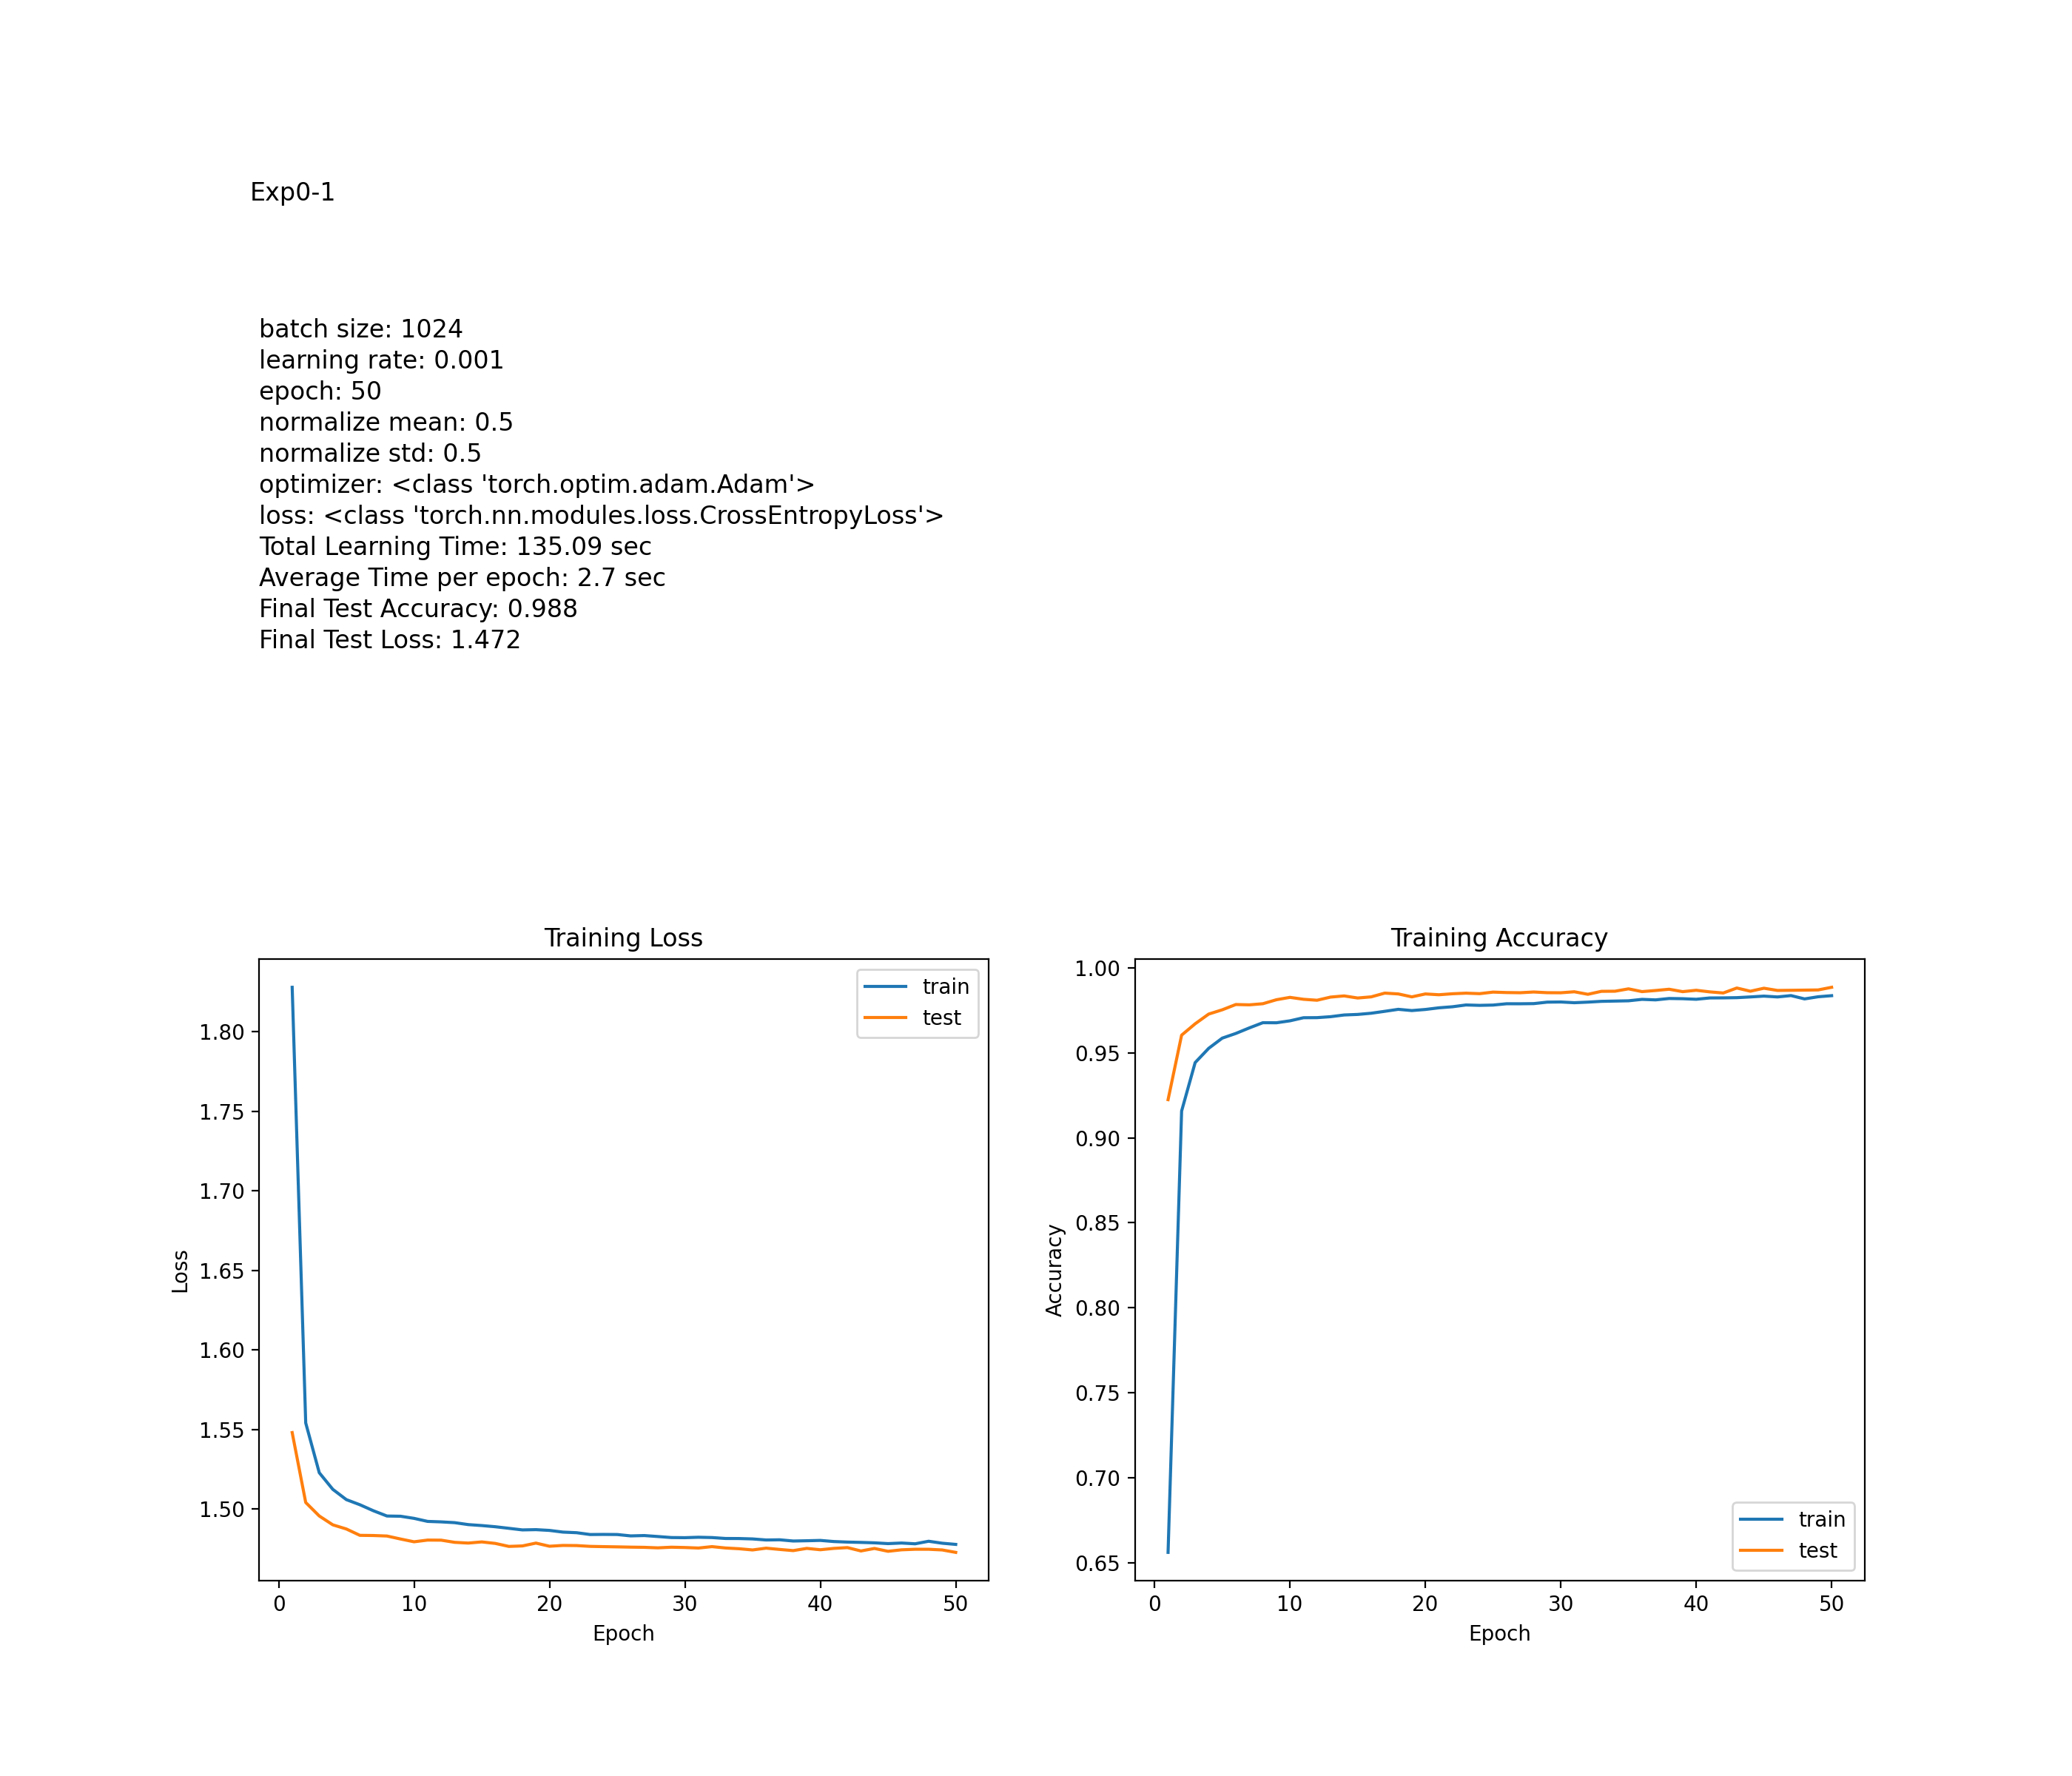 Exp0-1
batch size: 1024
learning rate: 0.001
epoch: 50
normalize mean: 0.5
normalize std: 0.5
optimizer: <class 'torch.optim.adam.Adam'>
loss: <class 'torch.nn.modules.loss.CrossEntropyLoss'>
Total Learning Time: 135.09 sec
Average Time per epoch: 2.7 sec
Final Test Accuracy: 0.988
Final Test Loss: 1.472
Training Loss
train
test
1.80
1.75
1.70
1.65
1.60
1.55
1.50
Loss
0 10 20 30 40 50
Epoch
Training Accuracy
1.00
0.95
0.90
0.85
0.80
0.75
0.70
0.65
Accuracy
train
test
0 10 20 30 40 50
Epoch